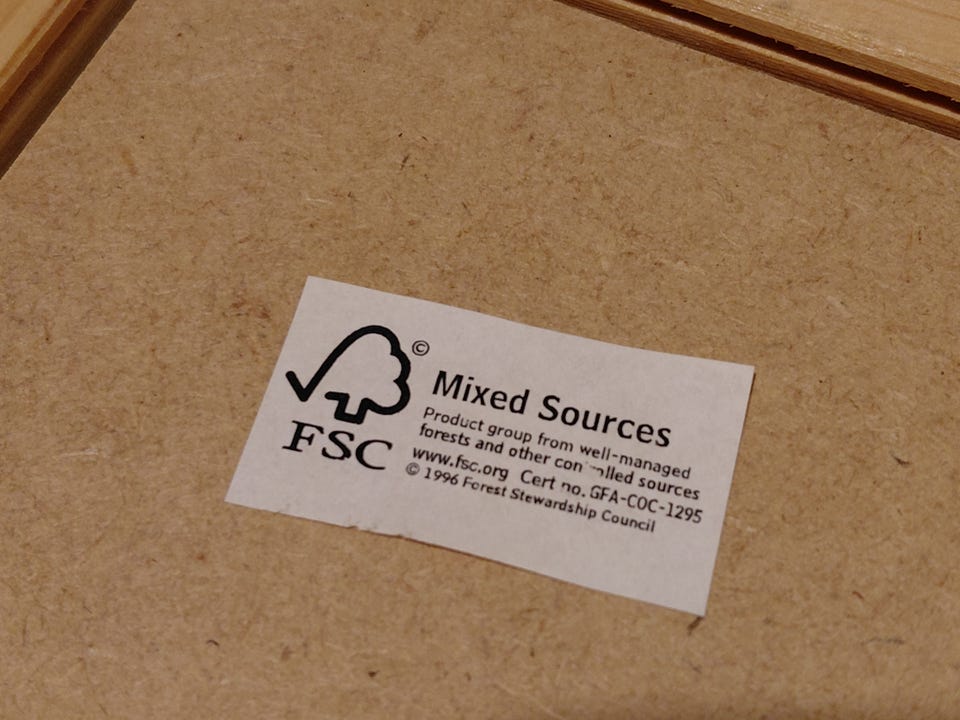 ©
Mixed Sources
Product group from well-managed
forests and other controlled sources
www.fsc.org Cert no. GFA-COC-1295
© 1996 Forest Stewardship Council
FSC